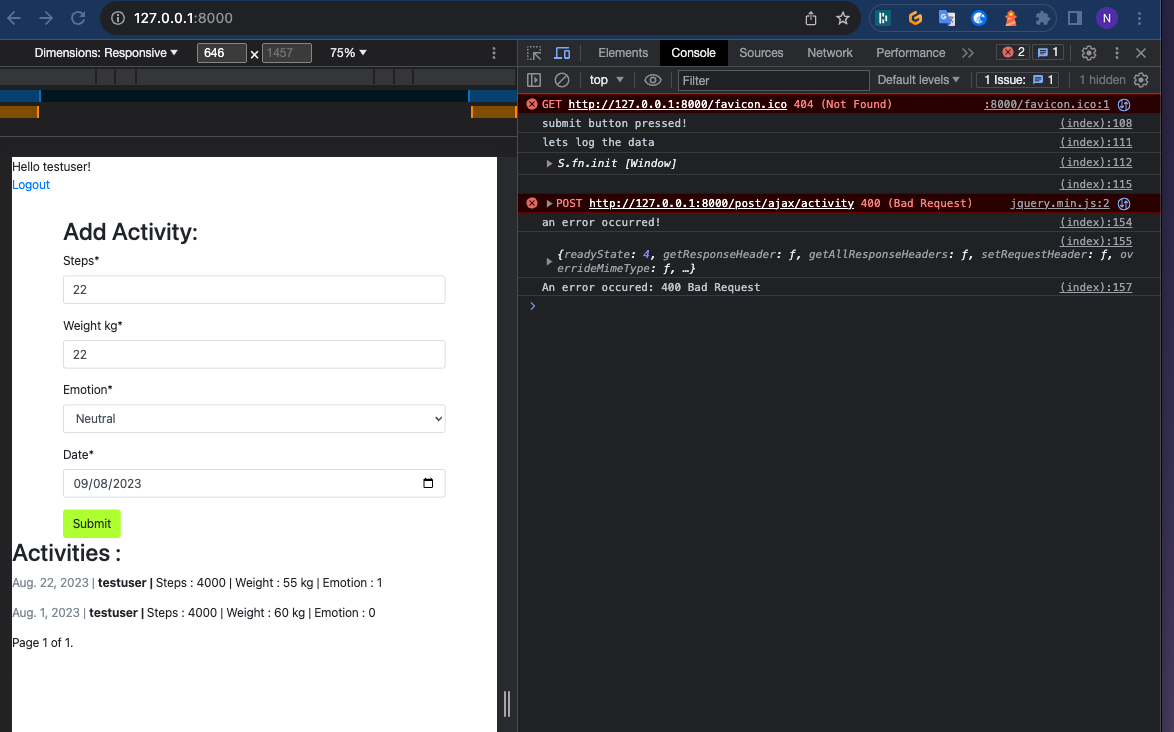 127.0.0.1:8000
N
Dimensions: Responsive 646 x 1457 75%
Elements Console Sources Network Performance 2 1
top Filter Default levels 1 Issue: 1 1 hidden
GET http://127.0.0.1:8000/favicon.ico 404 (Not Found) :8000/favicon.ico:1
submit button pressed! (index):108
lets log the data (index):111
S.fn.init [Window] (index):112
(index):115
POST http://127.0.0.1:8000/post/ajax/activity 400 (Bad Request) jquery.min.js:2
an error occurred! (index):154
(index):155
{readyState: 4, getResponseHeader: ƒ, getAllResponseHeaders: ƒ, setRequestHeader: ƒ, ov
errideMimeType: ƒ, …}
An error occured: 400 Bad Request (index):157
Hello testuser!
Logout
Add Activity:
Steps*
22
Weight kg*
22
Emotion*
Neutral
Date*
09/08/2023
Submit
Activities :
Aug. 22, 2023 | testuser | Steps : 4000 | Weight : 55 kg | Emotion : 1
Aug. 1, 2023 | testuser | Steps : 4000 | Weight : 60 kg | Emotion : 0
Page 1 of 1.